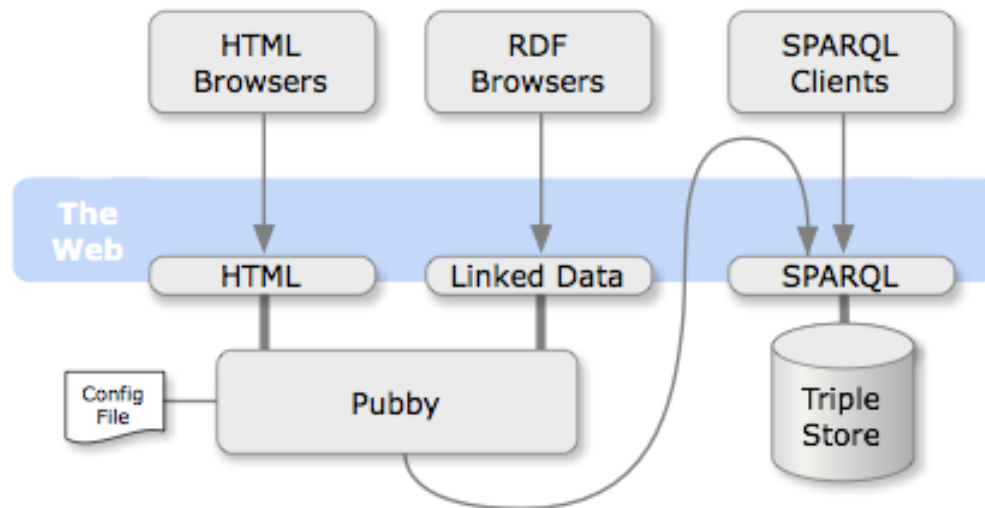 HTML
Browsers
RDF
Browsers
SPARQL
Clients
The
Web
HTML
Linked Data
SPARQL
Config
File
Pubby
Triple
Store